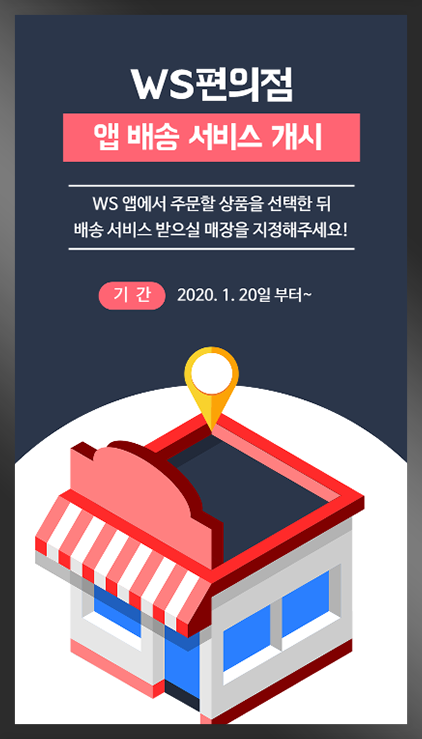 WS편의점
앱 배송 서비스 개시
WS 앱에서 주문할 상품을 선택한 뒤
배송 서비스 받으실 매장을 지정해주세요!
기 간 2020. 1. 20일 부터~